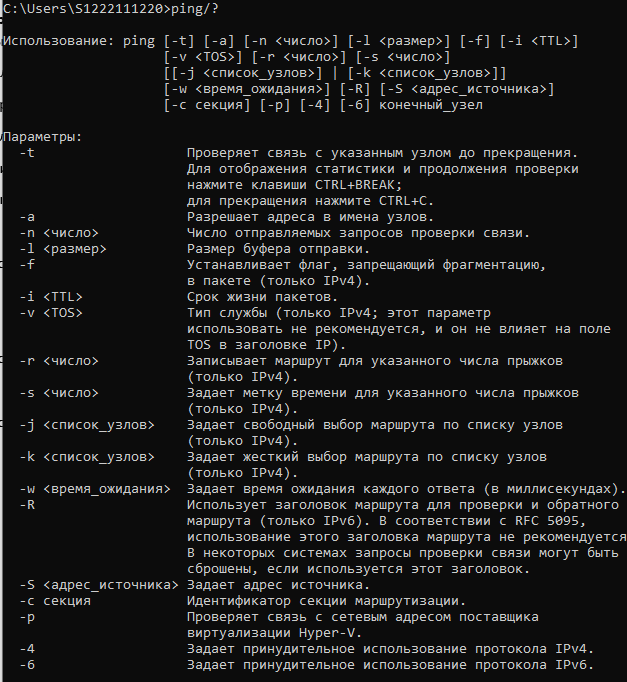 C:\Users\S1222111220>ping/?
Использование: ping [-t] [-a] [-n <число>] [-l <размер>] [-f] [-i <TTL>]
[-v <TOS>] [-r <число>] [-s <число>]
[[-j <список_узлов>] | [-k <список_узлов>]]
[-w <время_ожидания>] [-R] [-S <адрес_источника>]
[-c секция] [-p] [-4] [-6] конечный_узел
Параметры:
-t Проверяет связь с указанным узлом до прекращения.
Для отображения статистики и продолжения проверки
нажмите клавиши CTRL+BREAK;
для прекращения нажмите CTRL+C.
-a Разрешает адреса в имена узлов.
-n <число> Число отправляемых запросов проверки связи.
-l <размер> Размер буфера отправки.
-f Устанавливает флаг, запрещающий фрагментацию,
в пакете (только IPv4).
-i <TTL> Срок жизни пакетов.
-v <TOS> Тип службы (только IPv4; этот параметр
использовать не рекомендуется, и он не влияет на поле
TOS в заголовке IP).
-r <число> Записывает маршрут для указанного числа прыжков
(только IPv4).
-s <число> Задает метку времени для указанного числа прыжков
(только IPv4).
-j <список_узлов> Задает свободный выбор маршрута по списку узлов
(только IPv4).
-k <список_узлов> Задает жесткий выбор маршрута по списку узлов
(только IPv4).
-w <время_ожидания> Задает время ожидания каждого ответа (в миллисекундах).
-R Использует заголовок маршрута для проверки и обратного
маршрута (только IPv6). В соответствии с RFC 5095,
использование этого заголовка маршрута не рекомендуется
В некоторых системах запросы проверки связи могут быть
сброшены, если используется этот заголовок.
-S <адрес_источника> Задает адрес источника.
-c секция Идентификатор секции маршрутизации.
-p Проверяет связь с сетевым адресом поставщика
виртуализации Hyper-V.
-4 Задает принудительное использование протокола IPv4.
-6 Задает принудительное использование протокола IPv6.